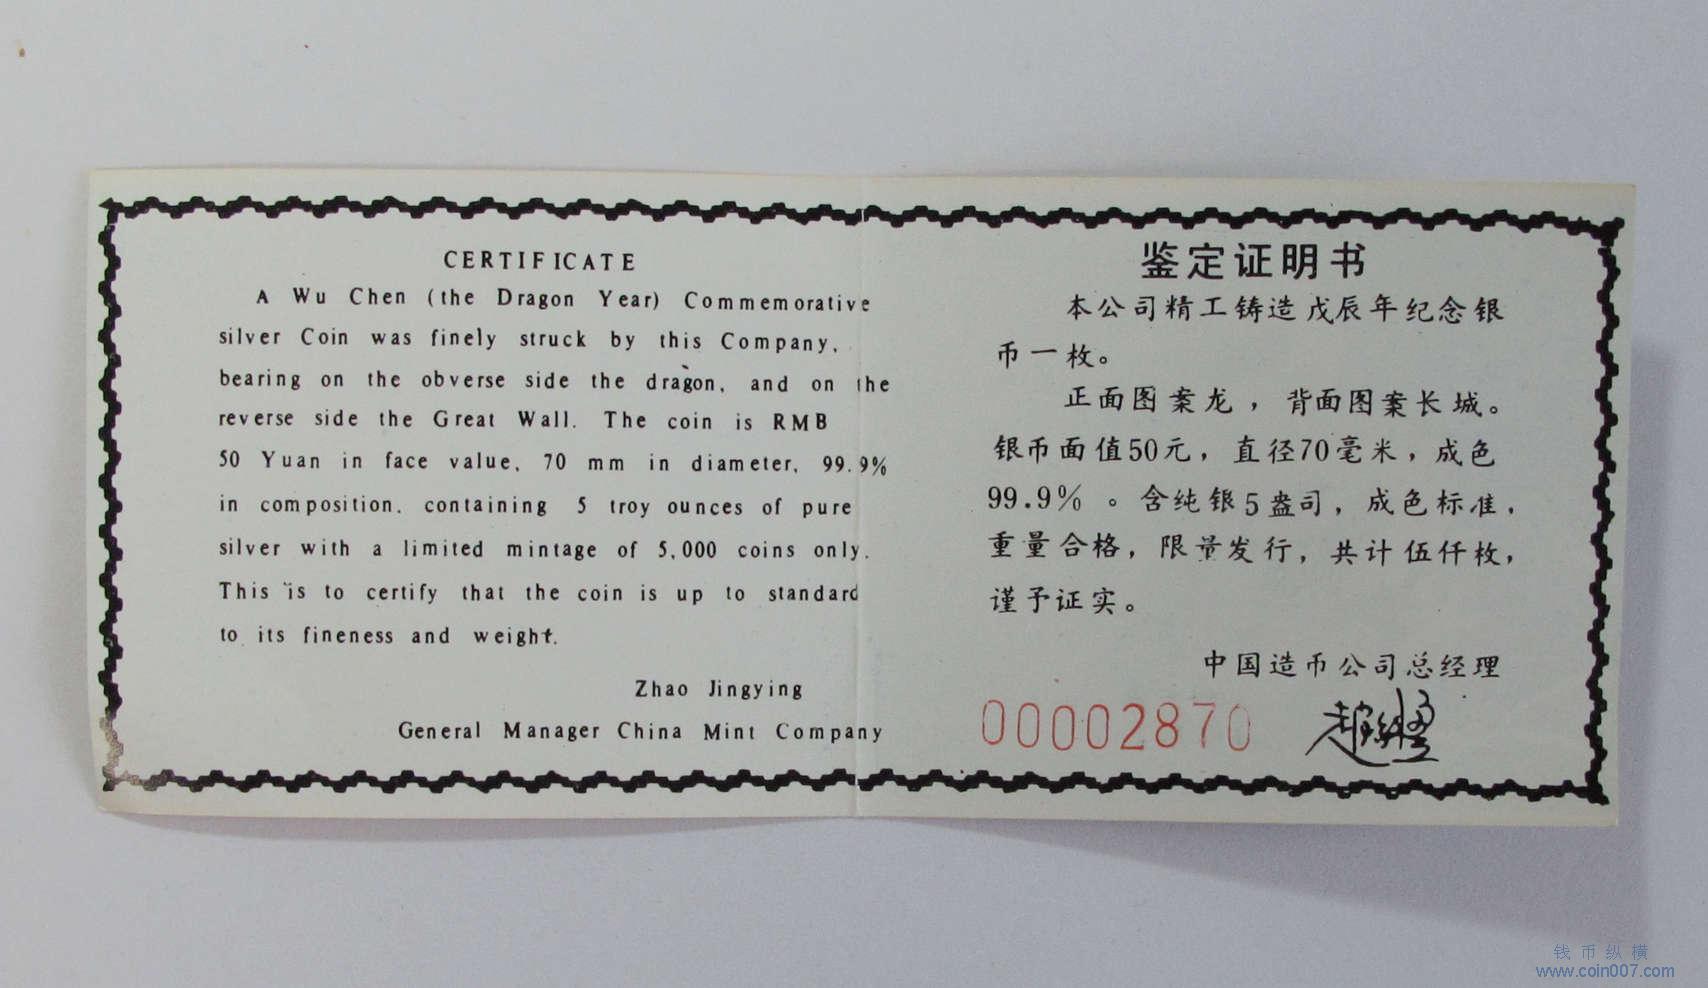 CERTIFICATE
A Wu Chen (the Dragon Year) Commemorative
silver Coin was finely struck by this Company,
bearing on the obverse side the dragon, and on the
reverse side the Great Wall. The coin is RMB
50 Yuan in face value, 70 mm in diameter, 99.9%
in composition. containing 5 troy ounces of pure
silver with a limited mintage of 5,000 coins only.
This is to certify that the coin is up to standard
to its fineness and weight.
Zhao Jingying
General Manager China Mint Company
鉴定证明书
本公司精工铸造戊辰年纪念银
币一枚。
正面图案龙，背面图案长城。
银币面值50元，直径70毫米，成色
99.9%。含纯银5盎司，成色标准，
重量合格，限量发行，共计伍仟枚，
谨予证实。
中国造币公司总经理
00002870
钱币纵横
www.coin007.com